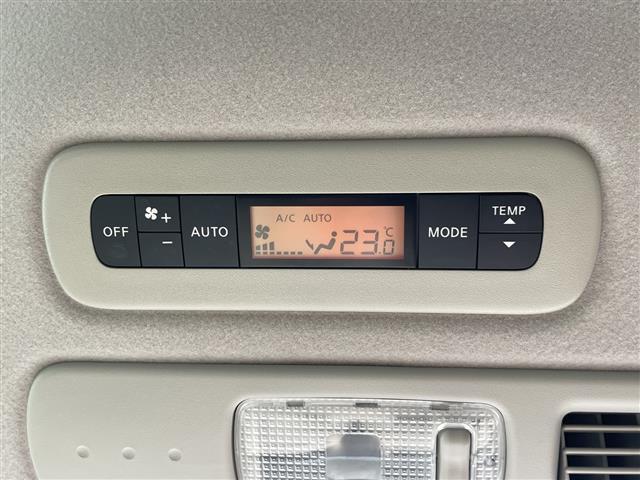 OFF
+
-
AUTO
A/C AUTO
23.0 °C
MODE
TEMP